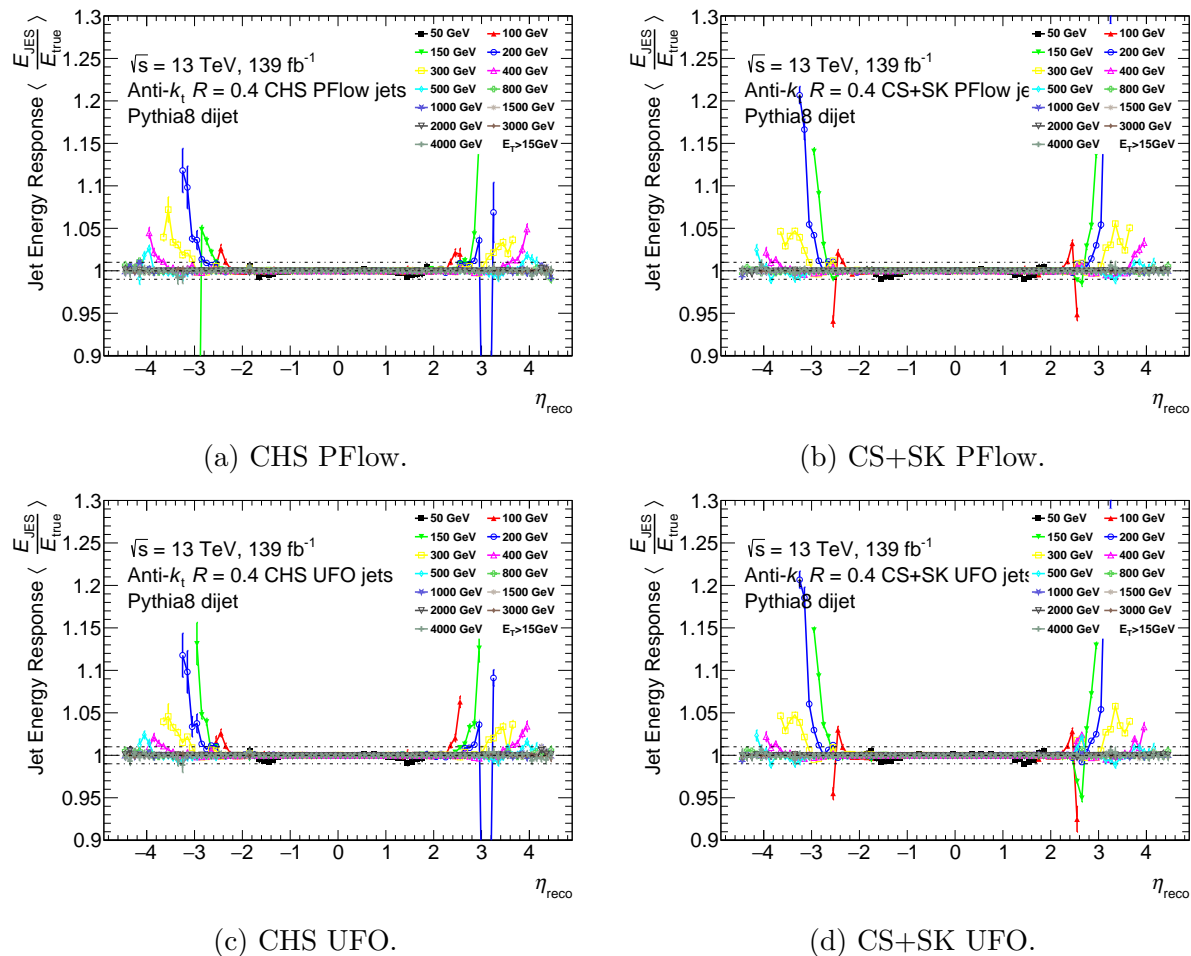 1.3
1.25
1.2
1.15
1.1
1.05
1
0.95
0.9
Jet Energy Response ⟨ E_JES / E_true ⟩
√s = 13 TeV, 139 fb⁻¹
Anti-k_t R = 0.4 CHS PFlow jets
Pythia8 dijet
50 GeV 100 GeV
150 GeV 200 GeV
300 GeV 400 GeV
500 GeV 800 GeV
1000 GeV 1500 GeV
2000 GeV 3000 GeV
4000 GeV E_T>15GeV
−4 −3 −2 −1 0 1 2 3 4
η_reco
(a) CHS PFlow.
1.3
1.25
1.2
1.15
1.1
1.05
1
0.95
0.9
Jet Energy Response ⟨ E_JES / E_true ⟩
√s = 13 TeV, 139 fb⁻¹
Anti-k_t R = 0.4 CS+SK PFlow je
Pythia8 dijet
50 GeV 100 GeV
150 GeV 200 GeV
300 GeV 400 GeV
500 GeV 800 GeV
1000 GeV 1500 GeV
2000 GeV 3000 GeV
4000 GeV E_T>15GeV
−4 −3 −2 −1 0 1 2 3 4
η_reco
(b) CS+SK PFlow.
1.3
1.25
1.2
1.15
1.1
1.05
1
0.95
0.9
Jet Energy Response ⟨ E_JES / E_true ⟩
√s = 13 TeV, 139 fb⁻¹
Anti-k_t R = 0.4 CHS UFO jets
Pythia8 dijet
50 GeV 100 GeV
150 GeV 200 GeV
300 GeV 400 GeV
500 GeV 800 GeV
1000 GeV 1500 GeV
2000 GeV 3000 GeV
4000 GeV E_T>15GeV
−4 −3 −2 −1 0 1 2 3 4
η_reco
(c) CHS UFO.
1.3
1.25
1.2
1.15
1.1
1.05
1
0.95
0.9
Jet Energy Response ⟨ E_JES / E_true ⟩
√s = 13 TeV, 139 fb⁻¹
Anti-k_t R = 0.4 CS+SK UFO jets
Pythia8 dijet
50 GeV 100 GeV
150 GeV 200 GeV
300 GeV 400 GeV
500 GeV 800 GeV
1000 GeV 1500 GeV
2000 GeV 3000 GeV
4000 GeV E_T>15GeV
−4 −3 −2 −1 0 1 2 3 4
η_reco
(d) CS+SK UFO.